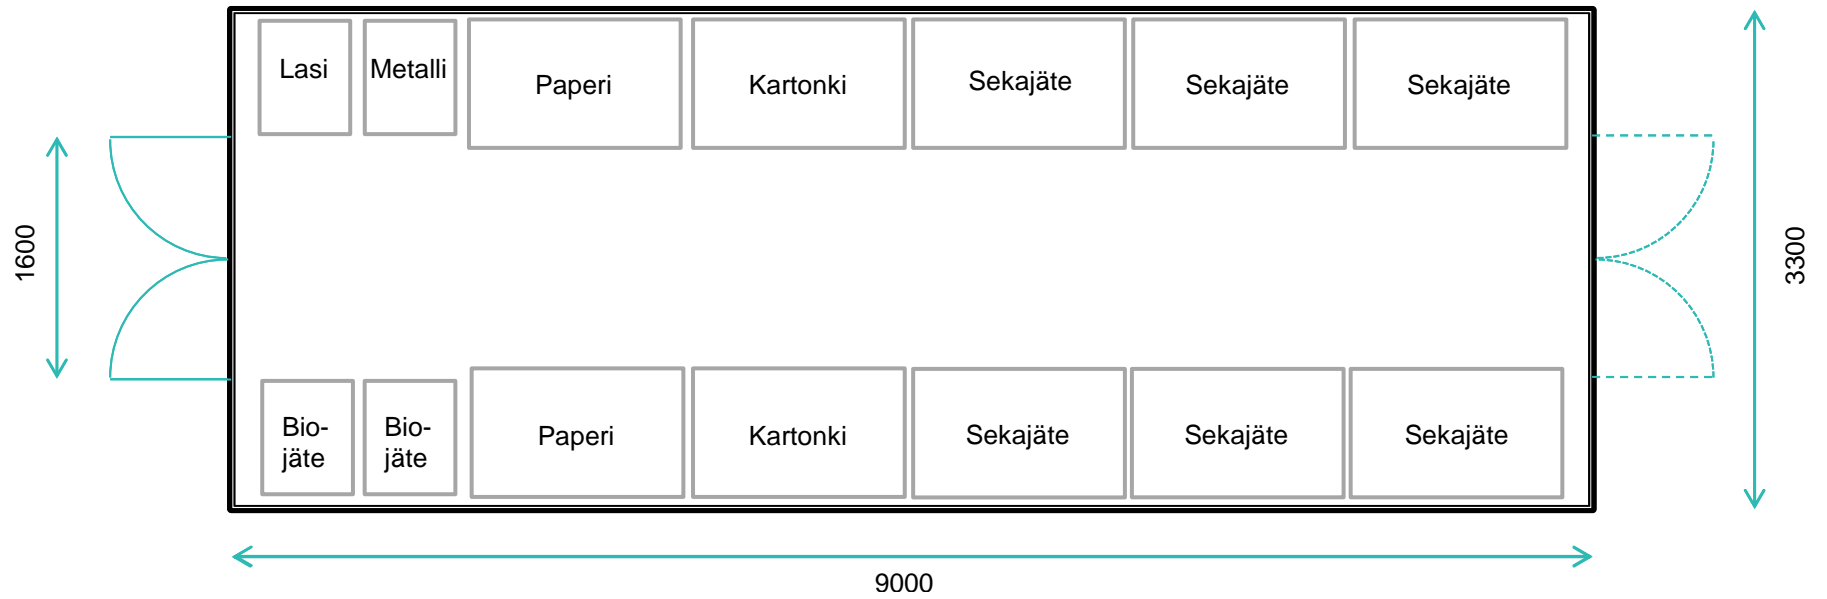 Lasi
Metalli
Paperi
Kartonki
Sekajäte
Sekajäte
Sekajäte
1600
3300
Bio-
jäte
Bio-
jäte
Paperi
Kartonki
Sekajäte
Sekajäte
Sekajäte
9000